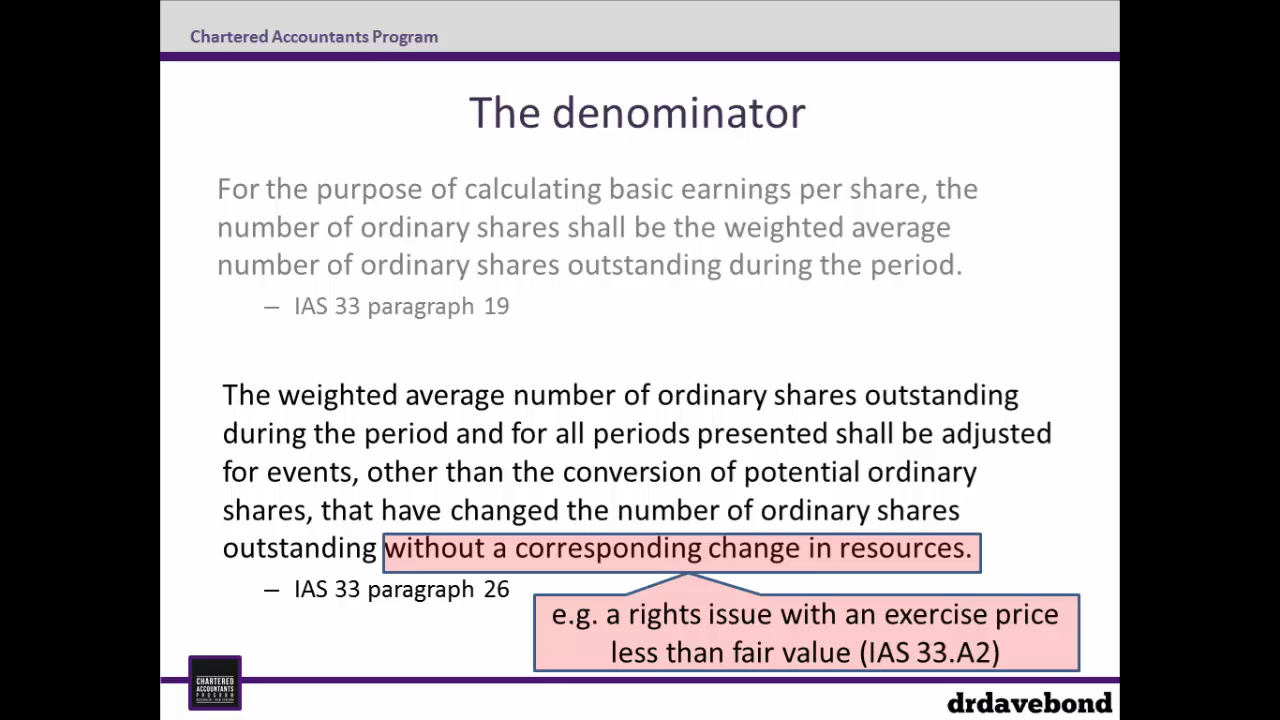 Chartered Accountants Program
The denominator
For the purpose of calculating basic earnings per share, the
number of ordinary shares shall be the weighted average
number of ordinary shares outstanding during the period.
– IAS 33 paragraph 19
The weighted average number of ordinary shares outstanding
during the period and for all periods presented shall be adjusted
for events, other than the conversion of potential ordinary
shares, that have changed the number of ordinary shares
outstanding without a corresponding change in resources.
– IAS 33 paragraph 26
e.g. a rights issue with an exercise price
less than fair value (IAS 33.A2)
CHARTERED
ACCOUNTANTS
PROGRAM
drdavebond